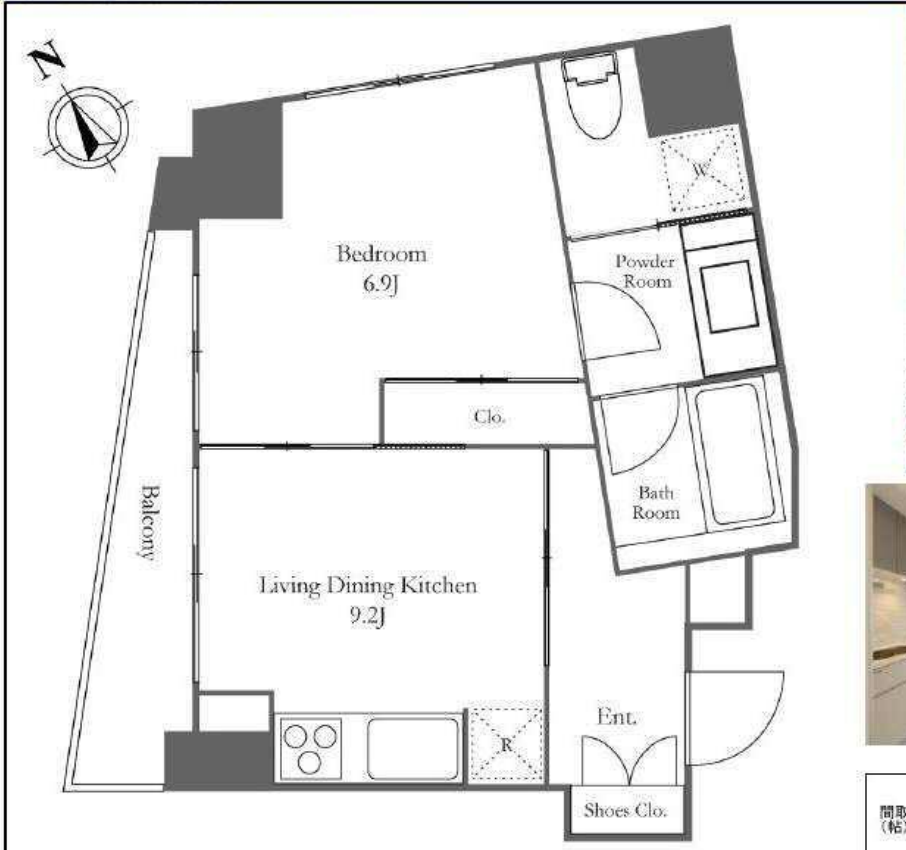 N
W
Bedroom
6.9J
Powder
Room
Clo.
Balcony
Bath
Room
Living Dining Kitchen
9.2J
R
Ent.
Shoes Clo.
間取
(帖)